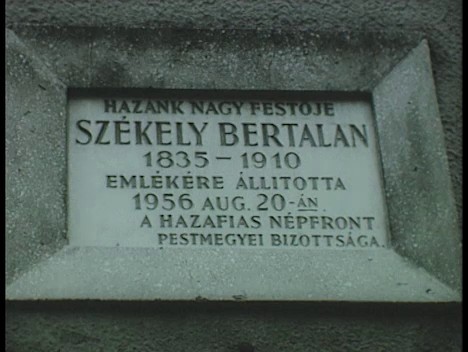 HAZÁNK NAGY FESTŐJE
SZÉKELY BERTALAN
1835 - 1910
EMLÉKÉRE ÁLLITOTTA
1956 AUG. 20-ÁN
A HAZAFIAS NÉPFRONT
PESTMEGYEI BIZOTTSÁGA.